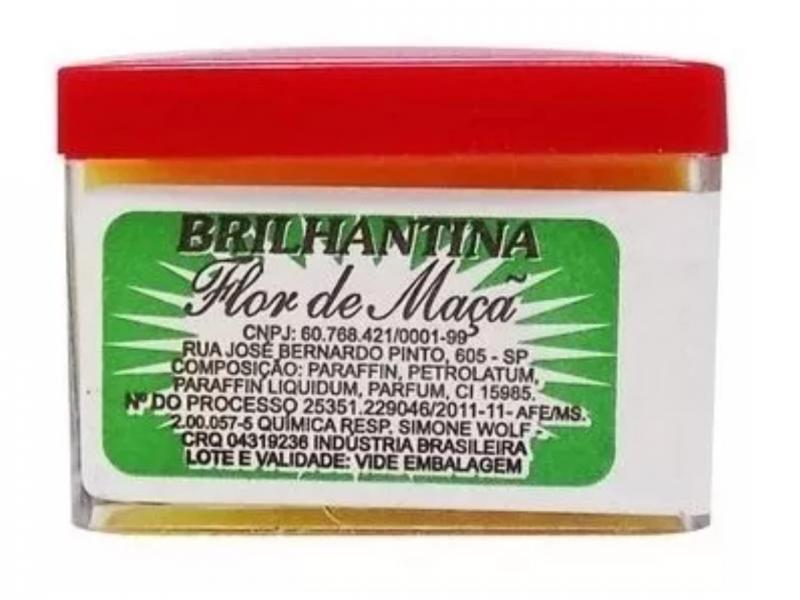 BRILHANTINA
Flor de Maçã
CNPJ: 60.768.421/0001-99
RUA JOSÉ BERNARDO PINTO, 605 - SP
COMPOSIÇÃO: PARAFFIN, PETROLATUM,
PARAFFIN LIQUIDUM, PARFUM, CI 15985.
Nº DO PROCESSO 25351.229046/2011-11- AFE/MS.
2.00.057-5 QUÍMICA RESP. SIMONE WOLF -
CRQ 04319236 INDÚSTRIA BRASILEIRA
LOTE E VALIDADE: VIDE EMBALAGEM